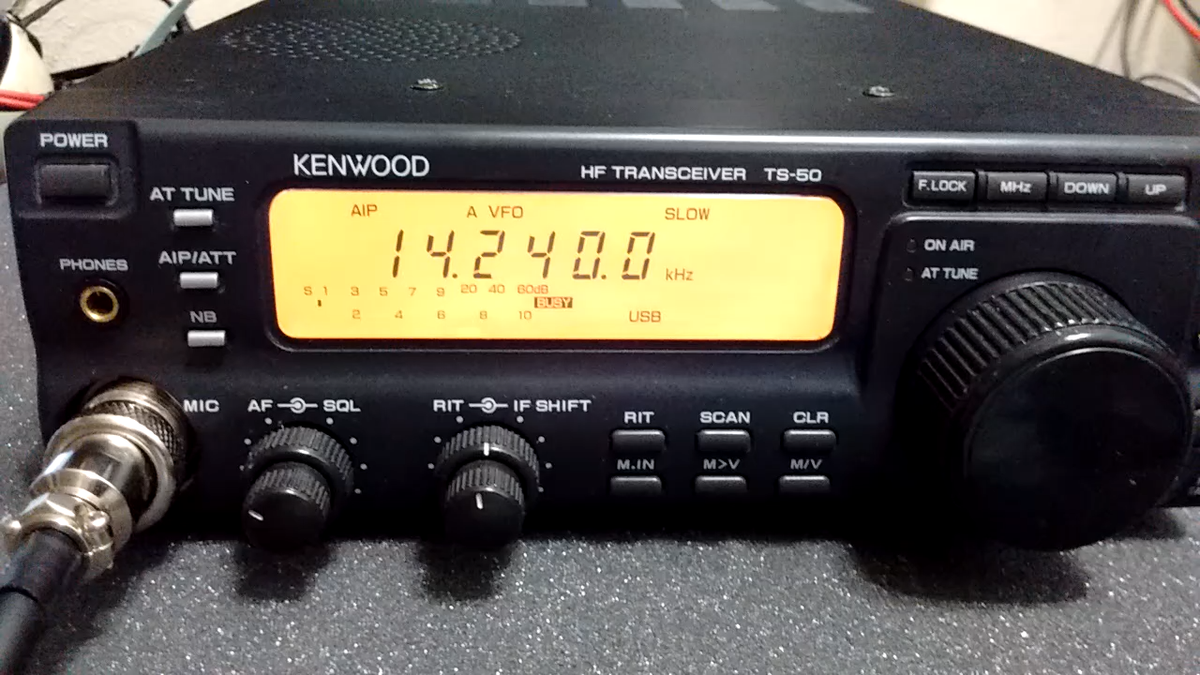 POWER
KENWOOD HF TRANSCEIVER TS-50
F.LOCK MHz DOWN UP
AT TUNE
AIP A VFO SLOW
14.240.0 kHz
ON AIR
AT TUNE
PHONES
AIP/ATT
S 1 3 5 7 9 20 40 60dB
BUSY
2 4 6 8 10 USB
NB
MIC AF SQL RIT IF SHIFT
RIT SCAN CLR
M.IN M>V M/V